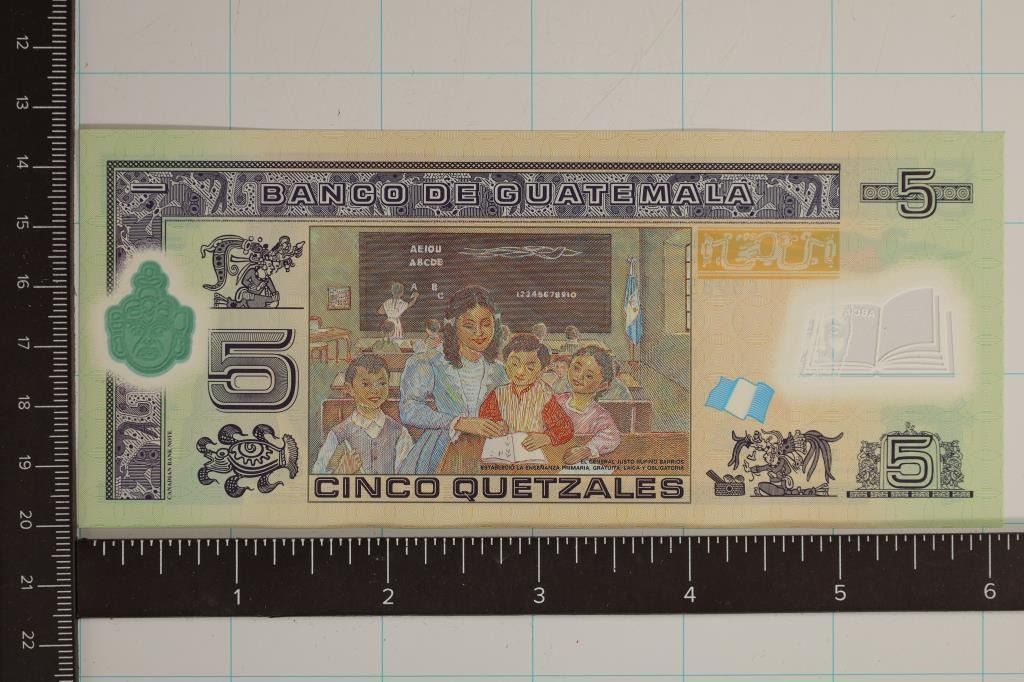 12
13
14
15
16
17
18
19
20
21
22
BANCO DE GUATEMALA
5
AEIOU
ABCDE
A B
C
12345678910
ABCA
5
CANADIAN BANK NOTE
EL GENERAL JUSTO RUFINO BARRIOS
ESTABLECIÓ LA ENSEÑANZA PRIMARIA, GRATUITA, LAICA Y OBLIGATORIA
5
CINCO QUETZALES
1 2 3 4 5 6